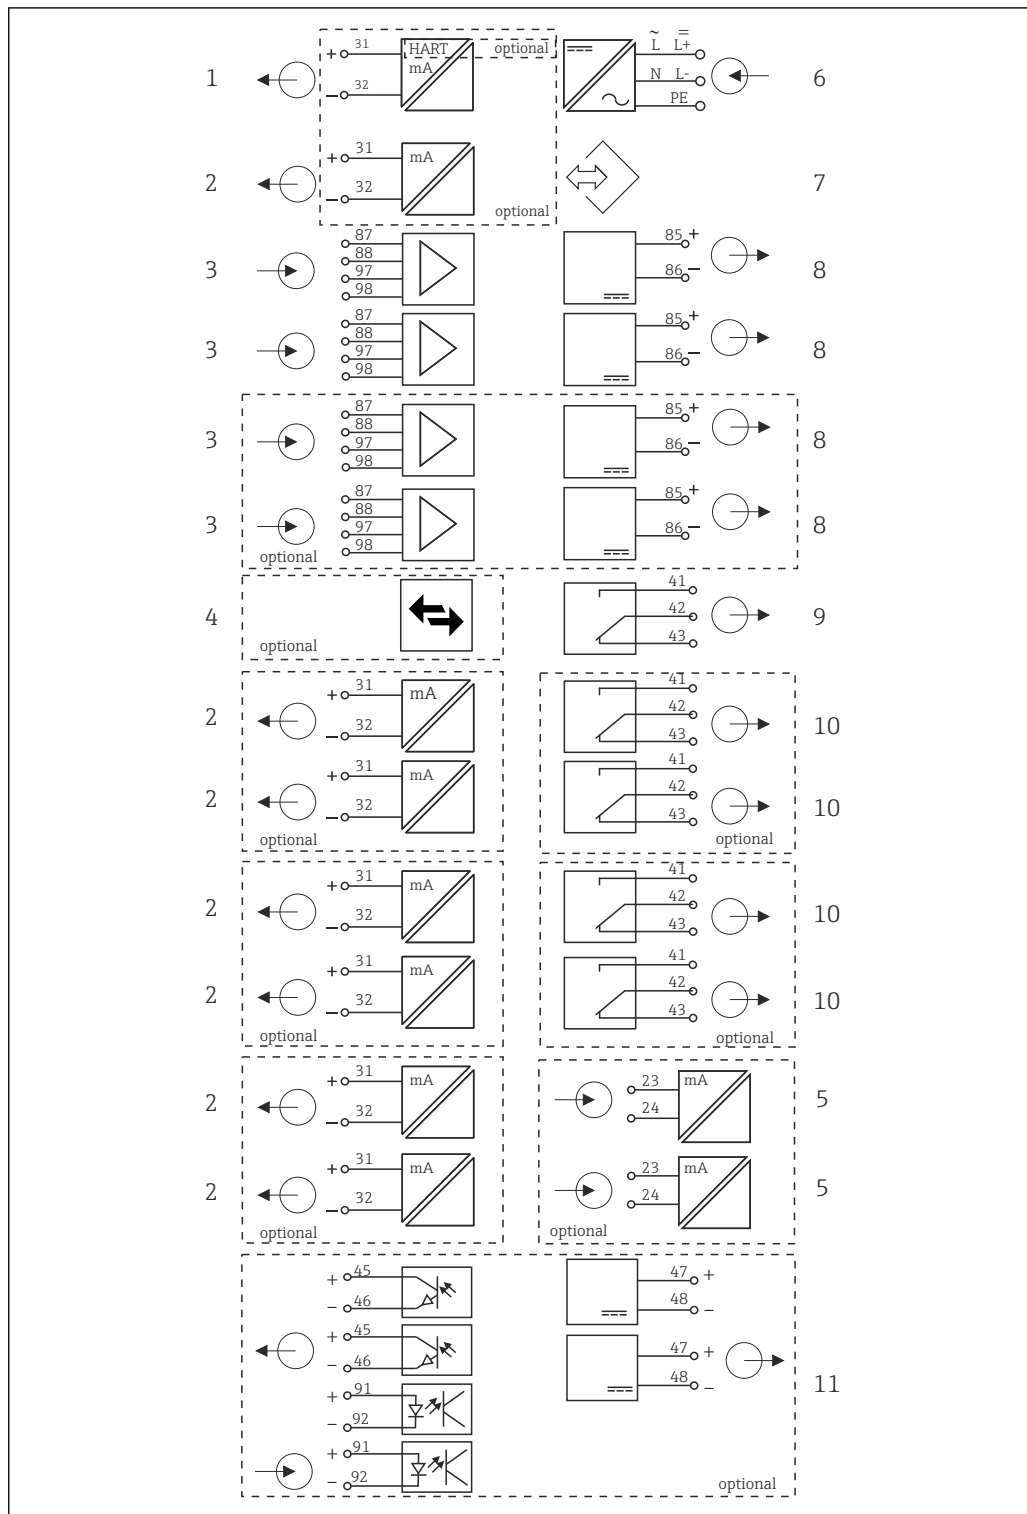 1 + 31 HART optional ~ =
32 mA L L+
− N L-
PE 6
2 + 31 mA
− 32 optional 7
3 87 88 97 98 85 + 86 − 8
3 87 88 97 98 85 + 86 − 8
3 87 88 97 98 85 + 86 − 8
3 87 88 97 98 85 + 86 − 8
optional
4 optional 41 42 43 9
2 + 31 mA − 32 41 42 43 10
2 + 31 mA − 32 41 42 43 10
optional optional
2 + 31 mA − 32 41 42 43 10
2 + 31 mA − 32 41 42 43 10
optional optional
2 + 31 mA − 32 23 mA 24 5
2 + 31 mA − 32 23 mA 24 5
optional optional
+ 45 47 +
− 46 48 −
+ 45 47 +
− 46 48 −
+ 91 11
− 92
+ 91
− 92 optional